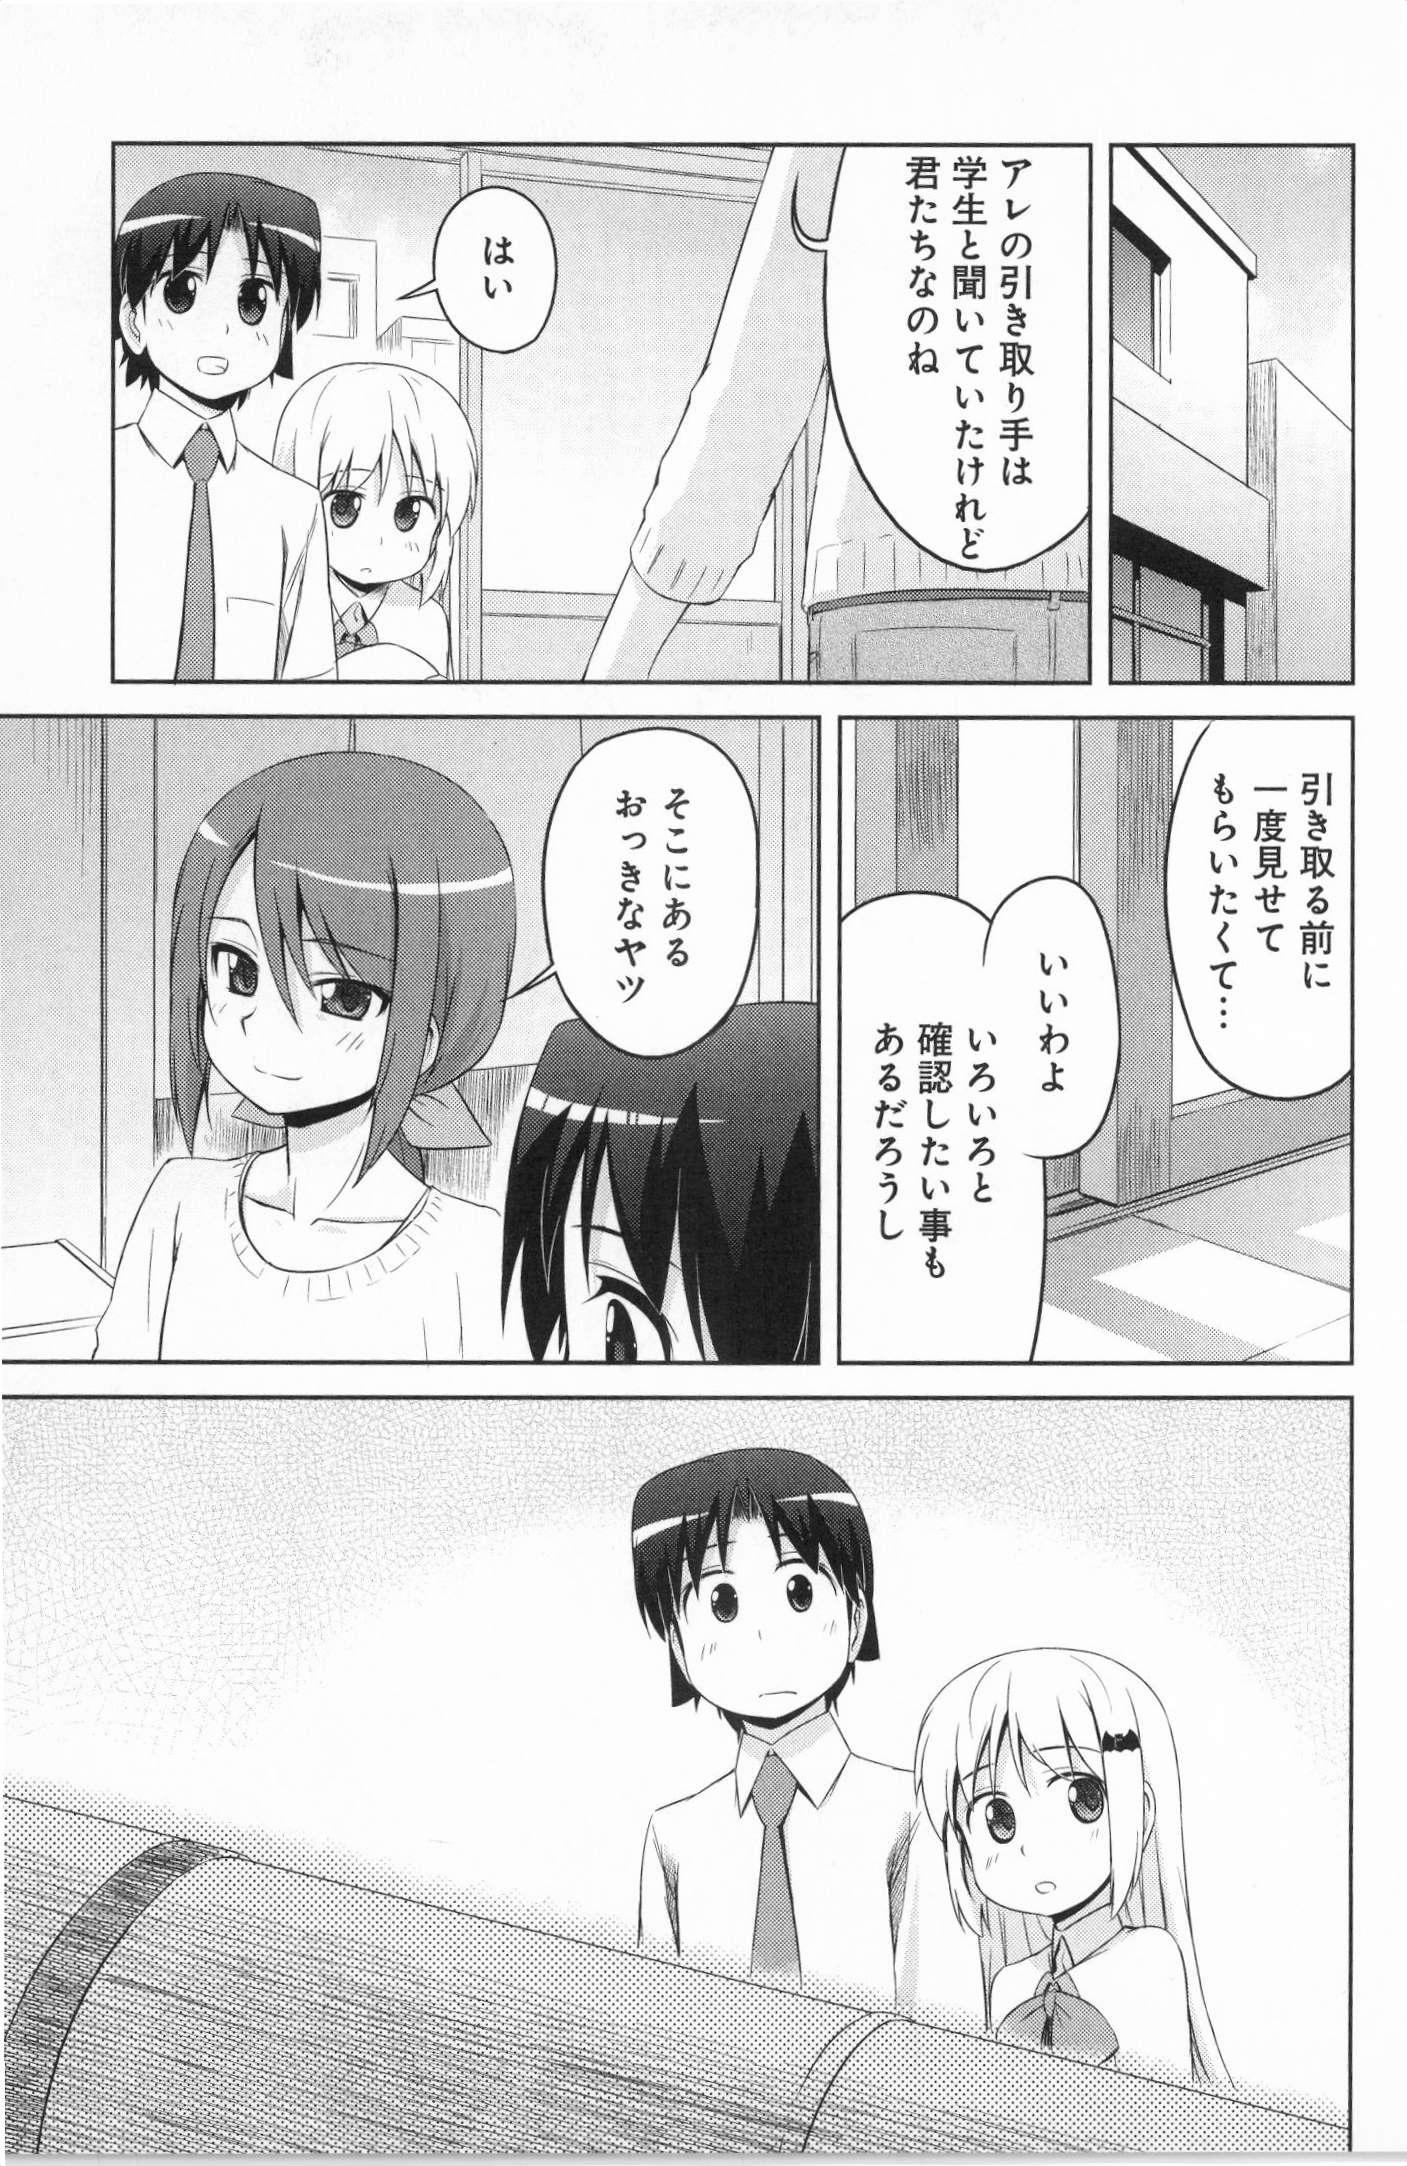 アレの引き取り手は
学生と聞いていたけれど
君たちなのね
はい
引き取る前に
一度見せて
もらいたくて…
いいわよ
いろいろと
確認したい事も
あるだろうし
そこにある
おっきなヤツ